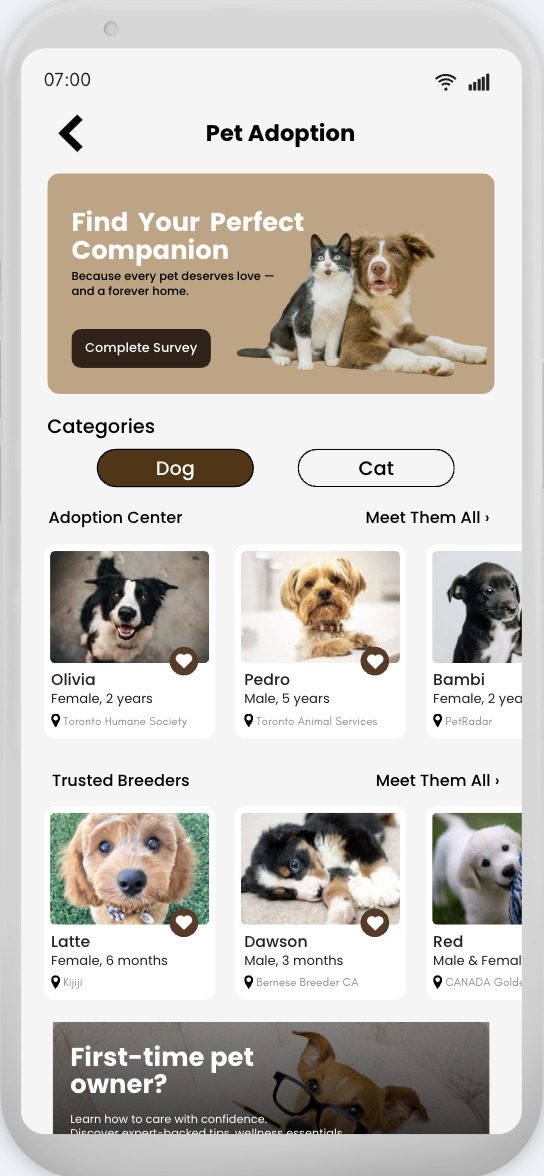 07:00
Pet Adoption
Find Your Perfect
Companion
Because every pet deserves love —
and a forever home.
Complete Survey
Categories
Dog
Cat
Adoption Center
Meet Them All ›
Olivia
Female, 2 years
Toronto Humane Society
Pedro
Male, 5 years
Toronto Animal Services
Bambi
Female, 2 yea
PetRadar
Trusted Breeders
Meet Them All ›
Latte
Female, 6 months
Kijiji
Dawson
Male, 3 months
Bernese Breeder CA
Red
Male & Femal
CANADA Golde
First-time pet
owner?
Learn how to care with confidence.
Discover expert-backed tips, wellness essentials